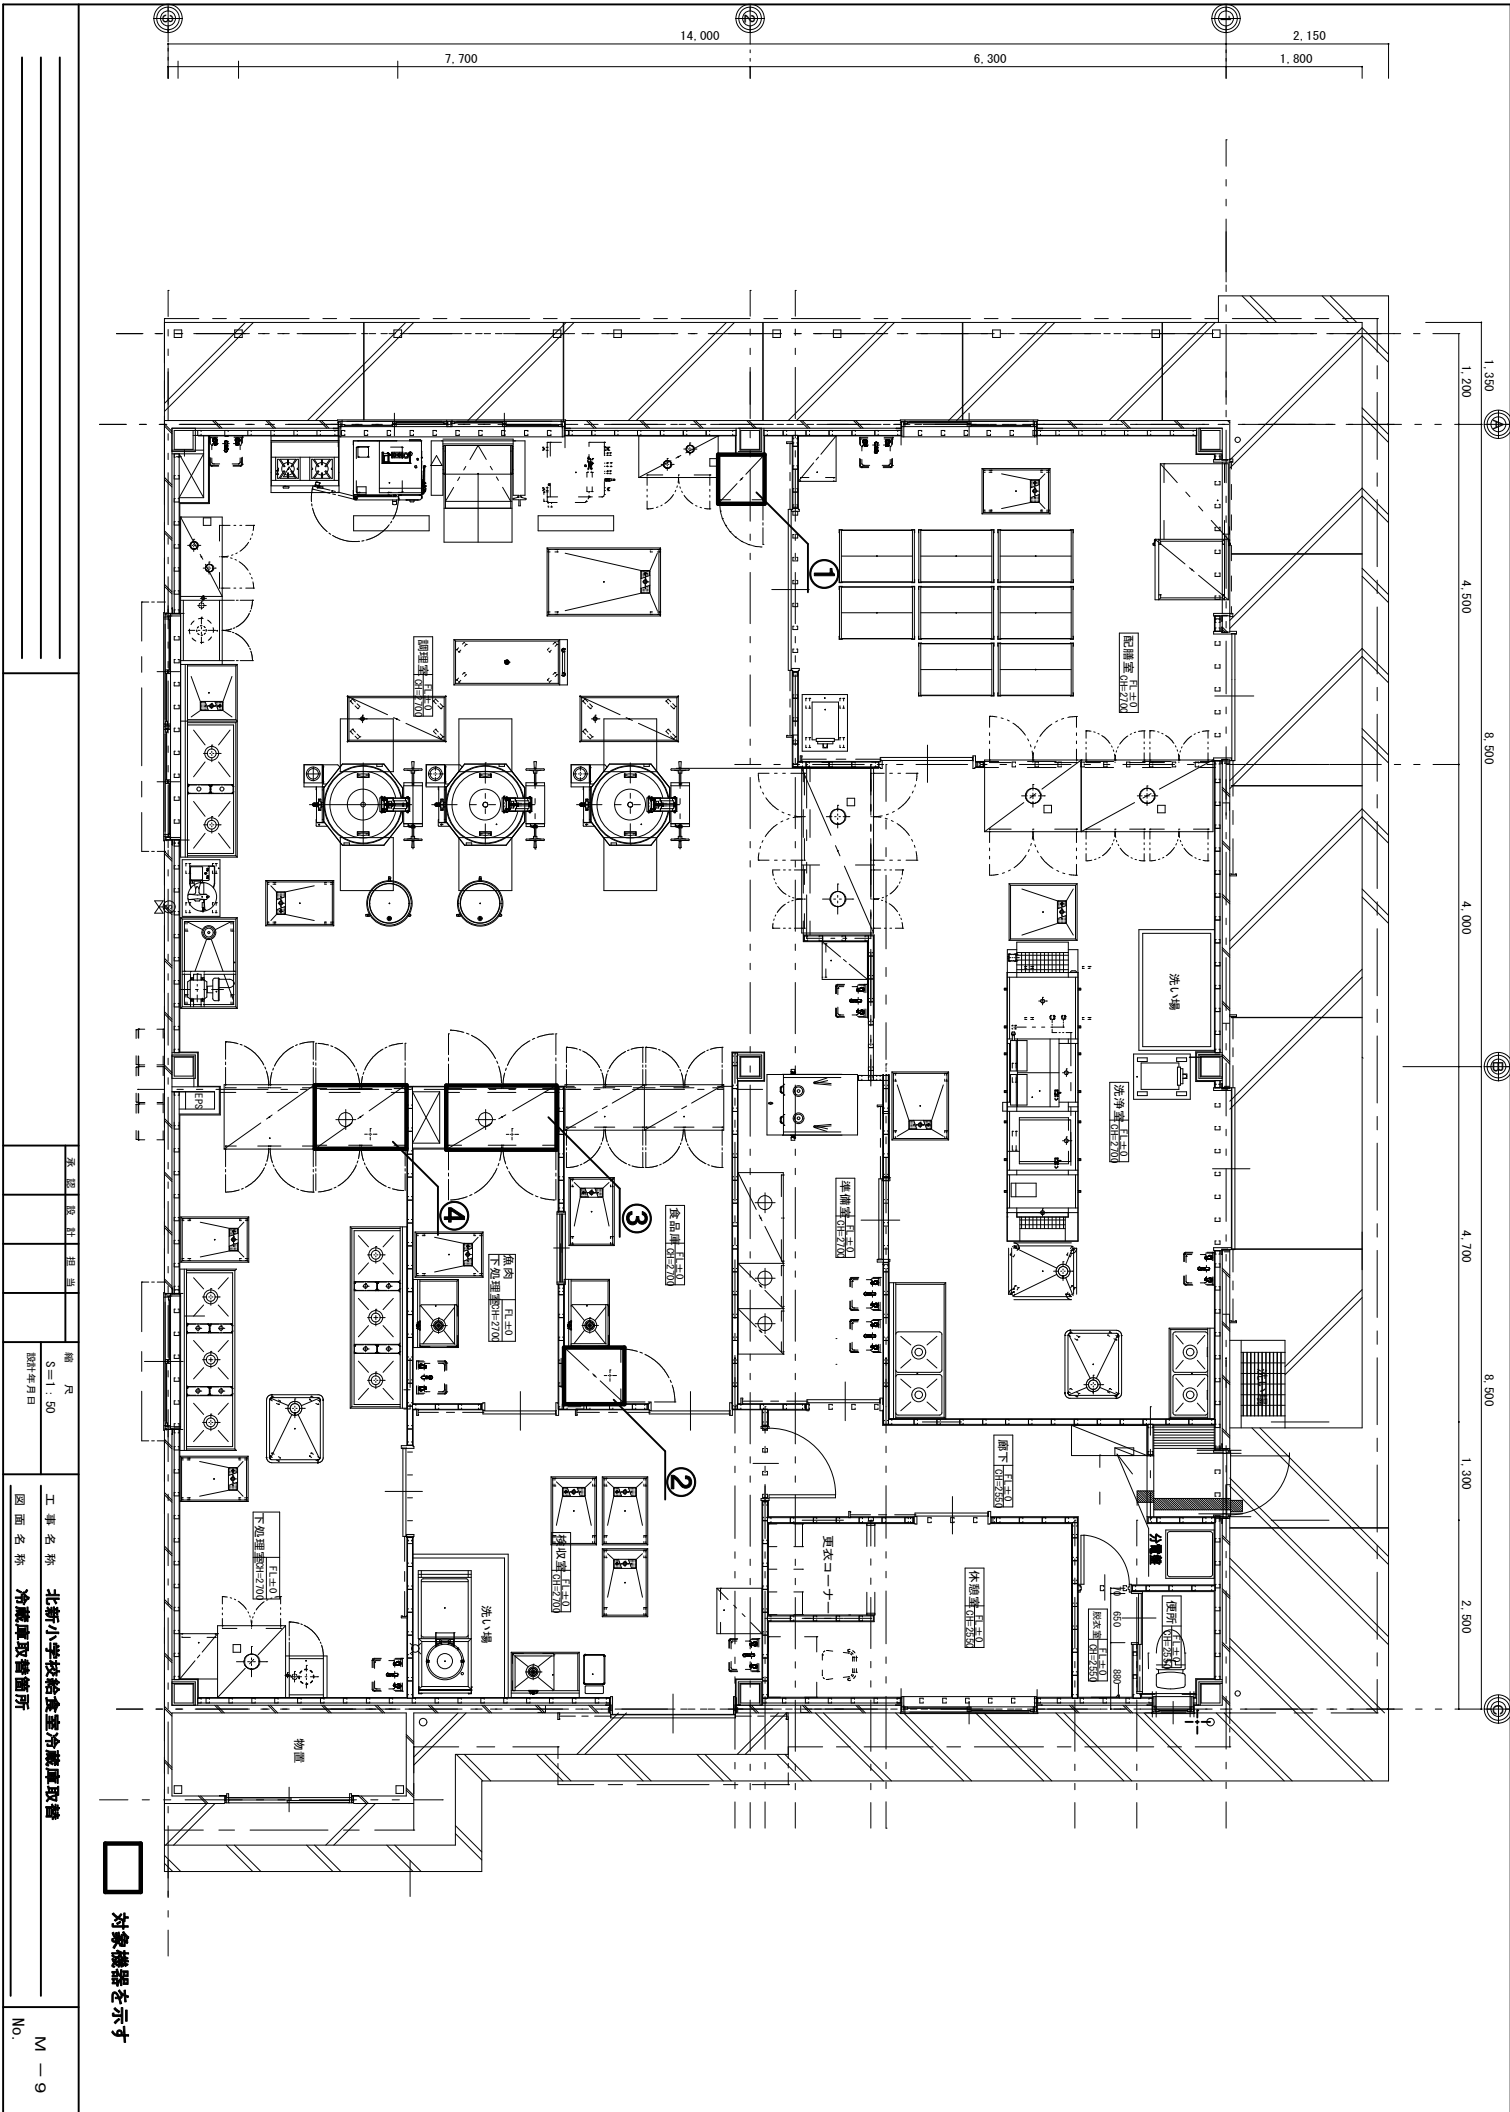 ③
②
①
14,000
2,150
7,700
6,300
1,800
1,350
1,200
Ⓐ
4,500
8,500
4,000
Ⓑ
4,700
8,500
1,300
2,500
Ⓒ
①
配膳室 FL±0 CH=2700
調理室 FL±0 CH=2700
洗い場
洗浄室 FL±0 CH=2700
EPS
④
③
食品庫 FL±0 CH=2700
準備室 FL±0 CH=2700
魚肉
下処理室 FL±0 CH=2700
②
廊下 FL±0 CH=2550
分電盤
下処理室 FL±0 CH=2700
検収室 FL±0 CH=2700
洗い場
更衣コーナー
休憩室 FL±0 CH=2550
便所 FL±0
脱衣室 FL±0 CH=2550
70
650
880
物置
対象機器を示す
承認
設計
担当
縮尺
S=1:50
設計年月日
工事名称 北新小学校給食室冷蔵庫取替
図面名称 冷蔵庫取替箇所
No. M-9